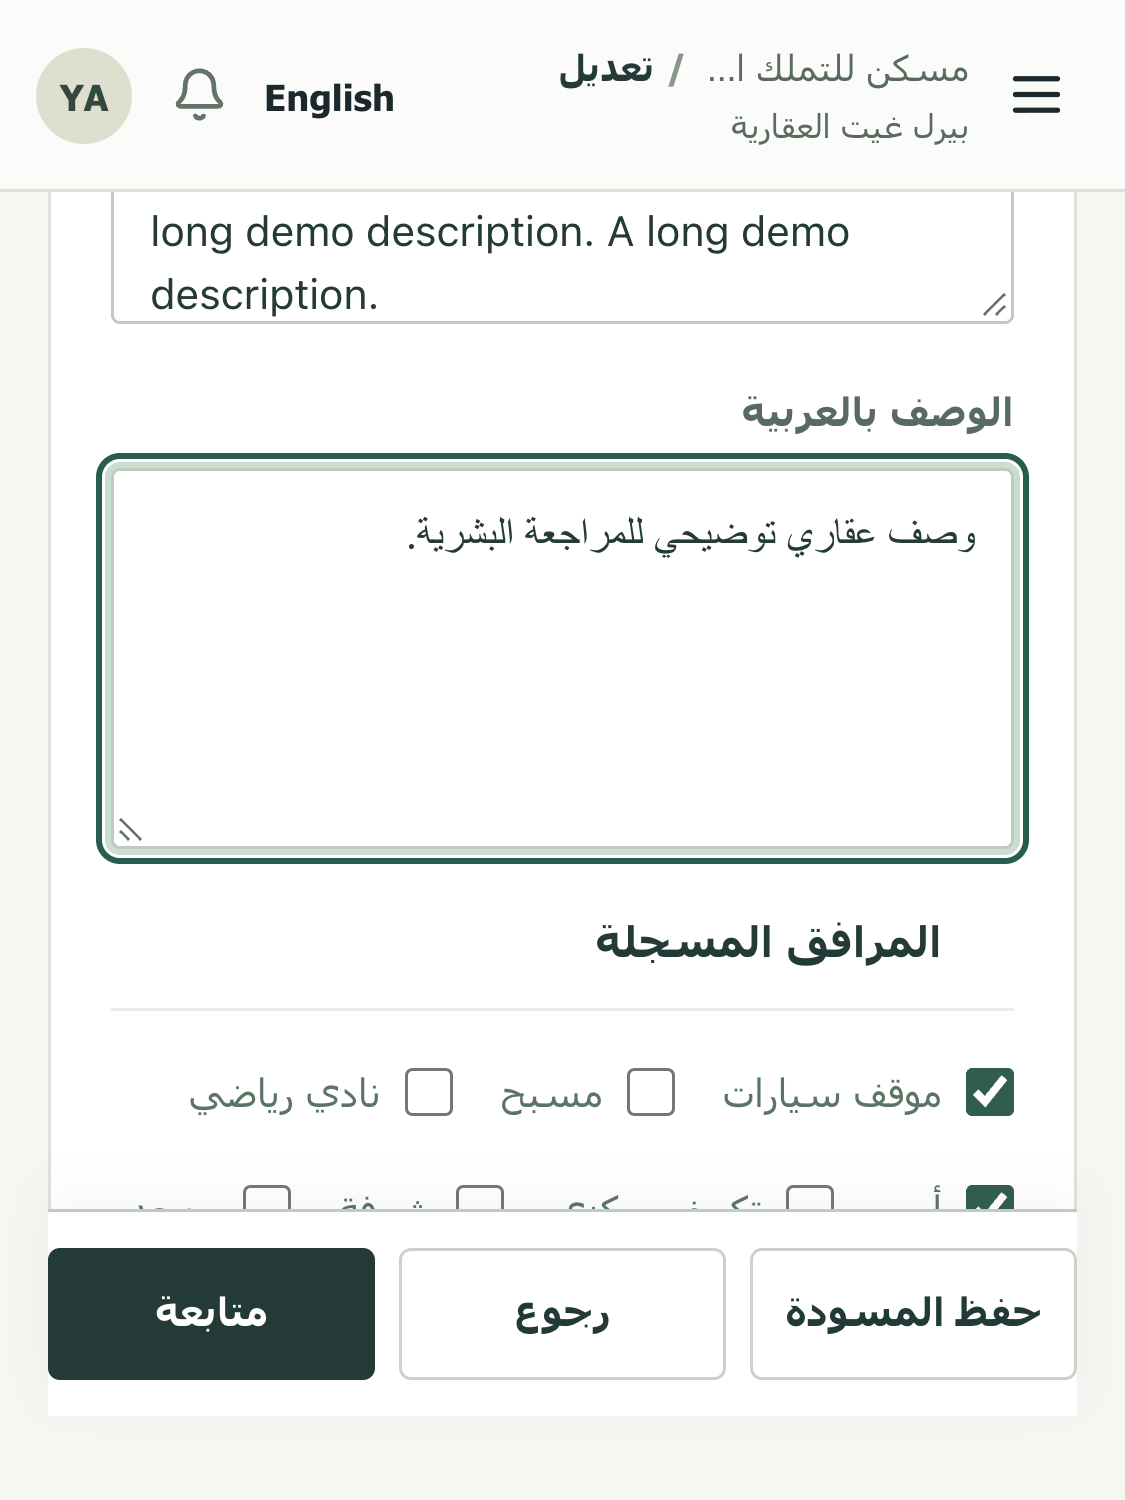 مسكن للتملك ا... / تعديل
بيرل غيت العقارية
English
YA
long demo description. A long demo
description.
الوصف بالعربية
وصف عقاري توضيحي للمراجعة البشرية.
المرافق المسجلة
موقف سيارات مسبح نادي رياضي
حفظ المسودة رجوع متابعة